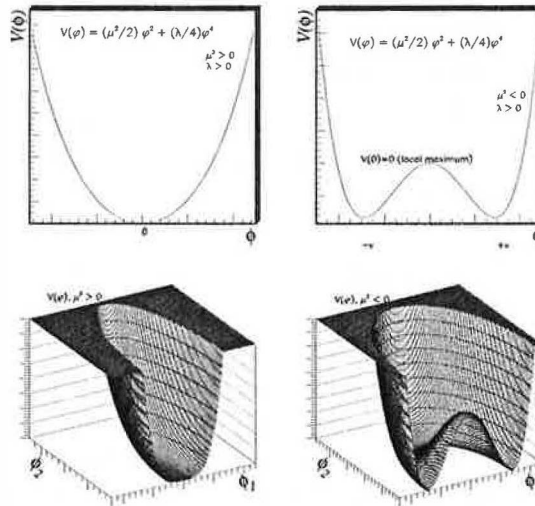 V(ϕ)
V(φ) = (μ²/2) φ² + (λ/4)φ⁴
μ² > 0
λ > 0
0
ϕ
V(ϕ)
V(φ) = (μ²/2) φ² + (λ/4)φ⁴
μ² < 0
λ > 0
V(0)=0 (local maximum)
-v
+v
V(φ), μ² > 0
ϕ₂
ϕ₁
V(φ), μ² < 0
ϕ₂
ϕ₁